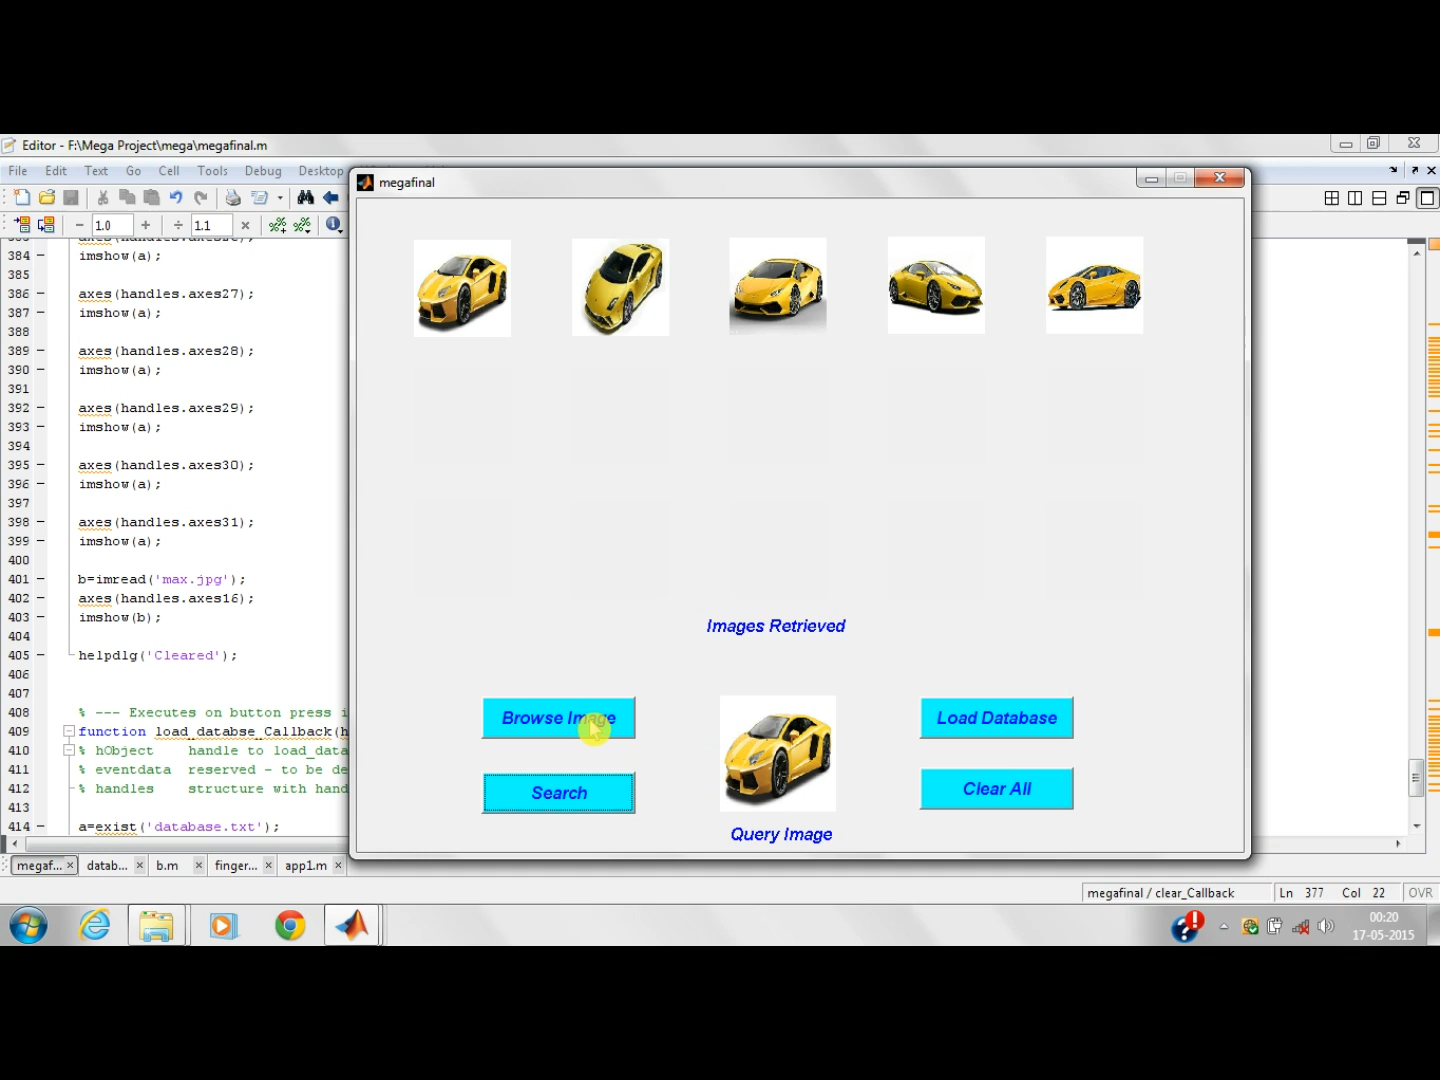 Editor - F:\Mega Project\mega\megafinal.m
File Edit Text Go Cell Tools Debug Desktop
megafinal
- 1.0 + ÷ 1.1 ×
384 - imshow(a);
385
386 - axes(handles.axes27);
387 - imshow(a);
388
389 - axes(handles.axes28);
390 - imshow(a);
391
392 - axes(handles.axes29);
393 - imshow(a);
394
395 - axes(handles.axes30);
396 - imshow(a);
397
398 - axes(handles.axes31);
399 - imshow(a);
400
401 - b=imread('max.jpg');
402 - axes(handles.axes16);
403 - imshow(b);
404
405 - helpdlg('Cleared');
406
407
408 % --- Executes on button press i
409 function load_databse_Callback(h
410 % hObject handle to load_data
411 % eventdata reserved - to be de
412 % handles structure with hand
413
414 - a=exist('database.txt');
Images Retrieved
Browse Image
Load Database
Search
Clear All
Query Image
megaf... × datab... × b.m × finger... × app1.m ×
megafinal / clear_Callback Ln 377 Col 22 OVR
00:20
17-05-2015